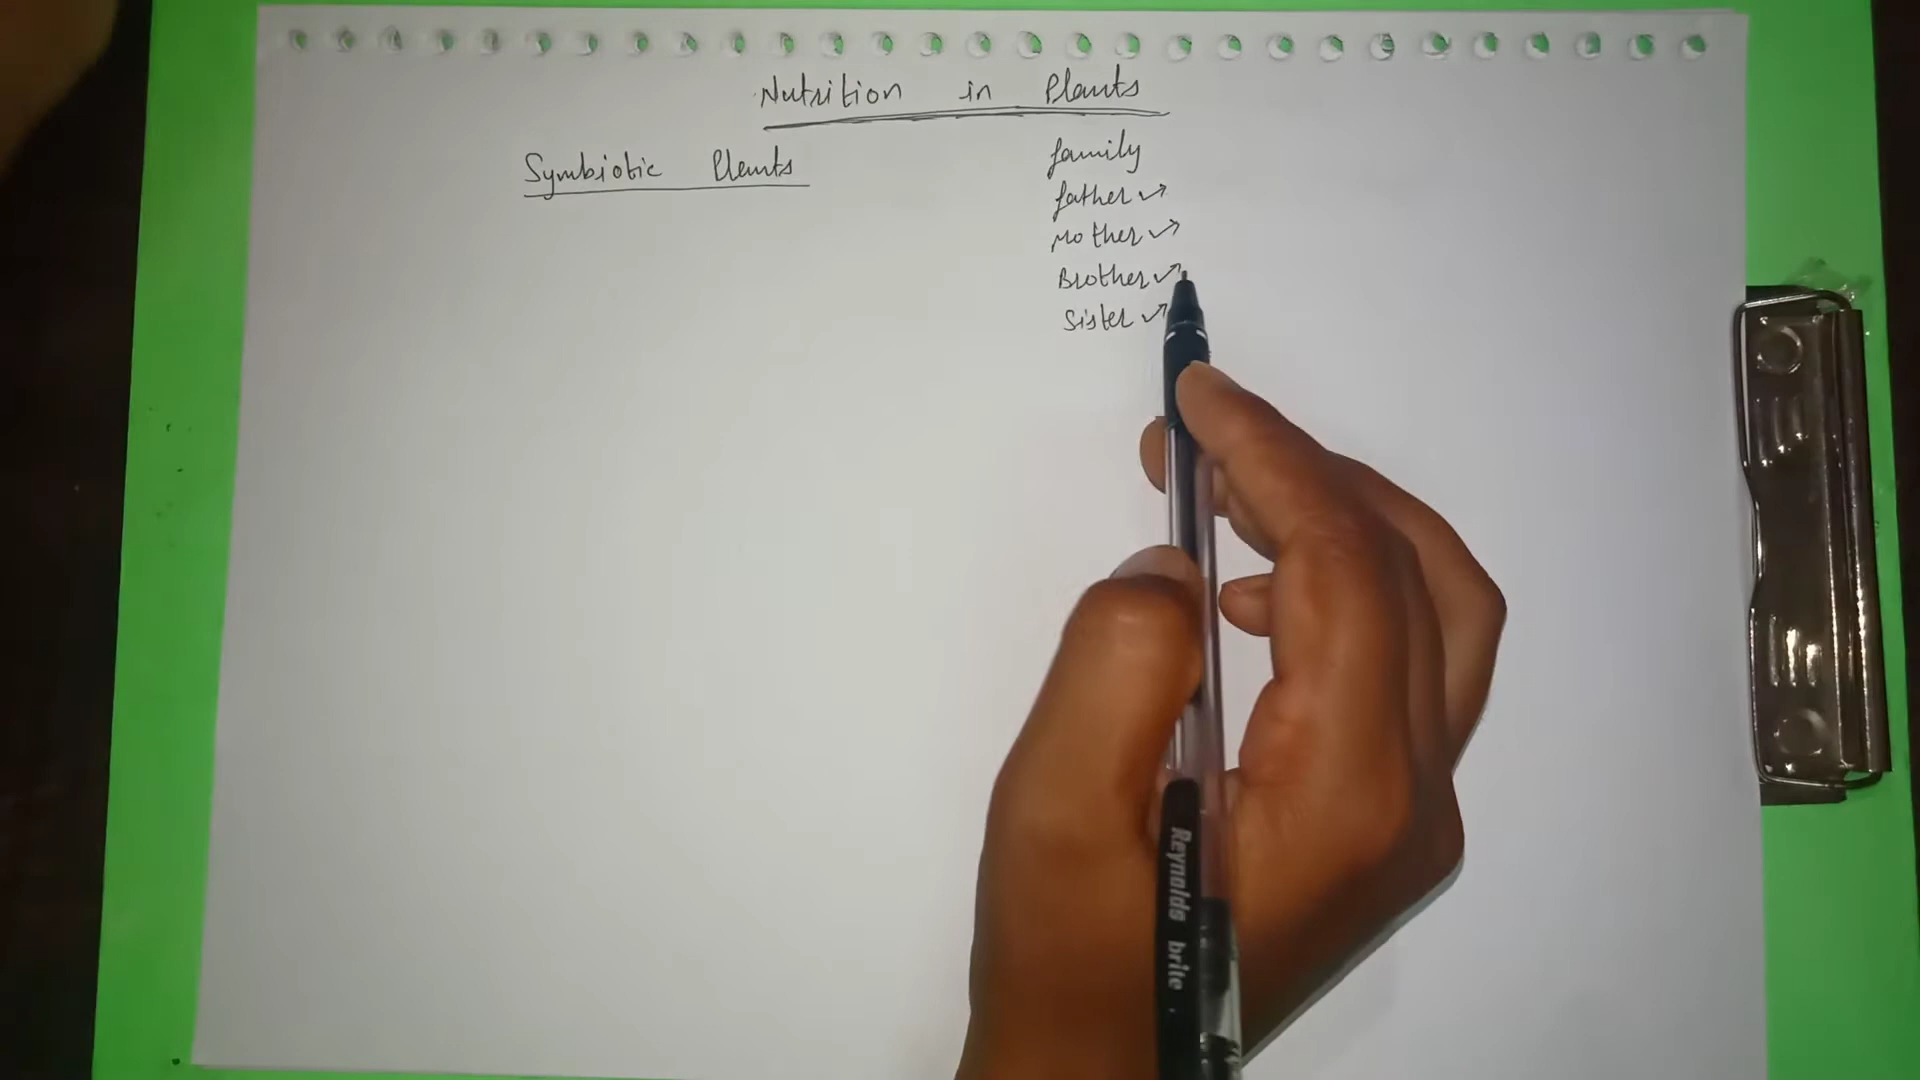 Nutrition in Plants
Symbiotic Plants
family
father
Mother
Brother
Sister
Reynolds brite